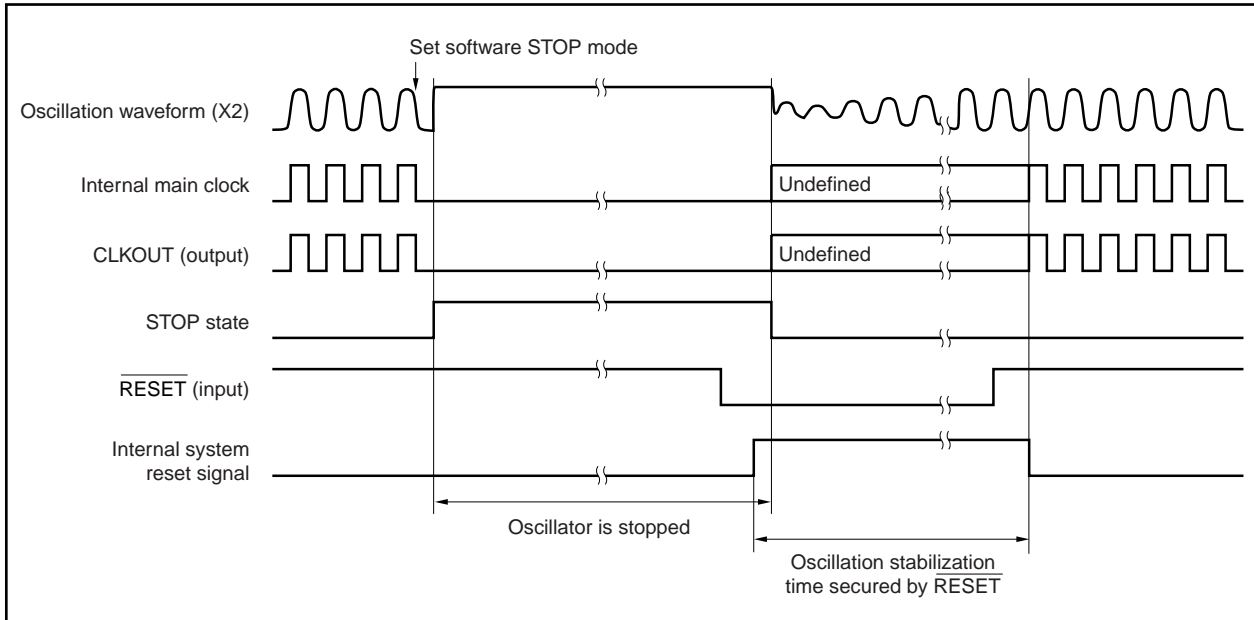 Set software STOP mode
Oscillation waveform (X2)
Internal main clock
Undefined
CLKOUT (output)
Undefined
STOP state
RESET (input)
Internal system
reset signal
Oscillator is stopped
Oscillation stabilization
time secured by RESET